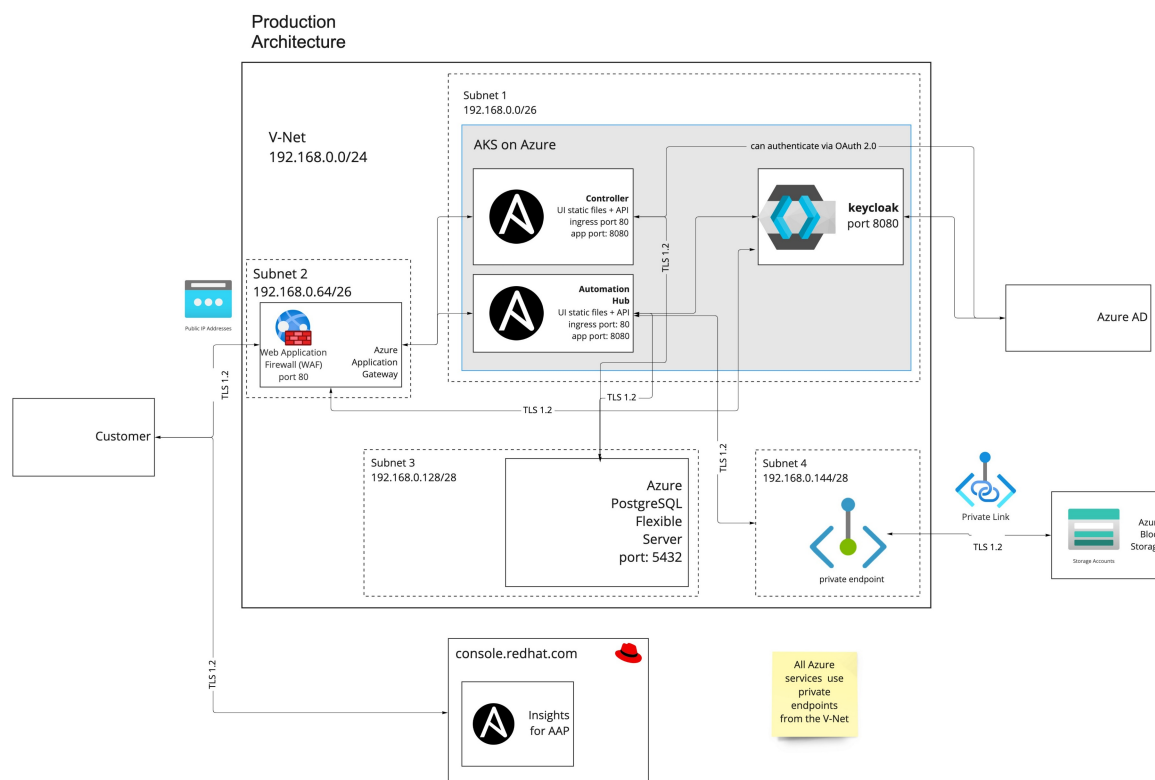 Production
Architecture
Subnet 1
192.168.0.0/26
V-Net
192.168.0.0/24
AKS on Azure
can authenticate via OAuth 2.0
Controller
UI static files + API
ingress port 80
app port: 8080
keycloak
port 8080
TLS 1.2
Subnet 2
192.168.0.64/26
Automation
Hub
UI static files + API
ingress port: 80
app port: 8080
Public IP Addresses
Web Application
Firewall (WAF)
port 80
Azure
Application
Gateway
Azure AD
TLS 1.2
TLS 1.2
TLS 1.2
Customer
TLS 1.2
Subnet 3
192.168.0.128/28
Azure
PostgreSQL
Flexible
Server
port: 5432
Subnet 4
192.168.0.144/28
private endpoint
Private Link
TLS 1.2
Storage Accounts
Azur
Blo
Storag
TLS 1.2
console.redhat.com
Insights
for AAP
All Azure
services use
private
endpoints
from the V-Net